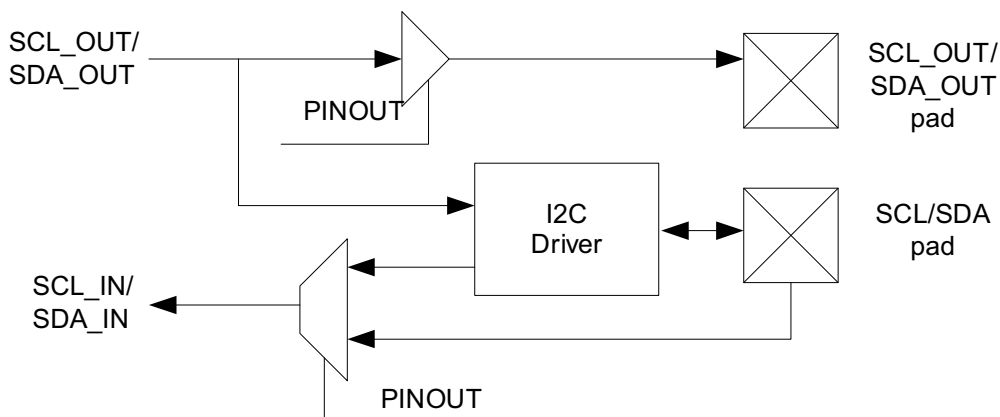 SCL_OUT/
SDA_OUT
PINOUT
SCL_OUT/
SDA_OUT
pad
I2C
Driver
SCL/SDA
pad
SCL_IN/
SDA_IN
PINOUT